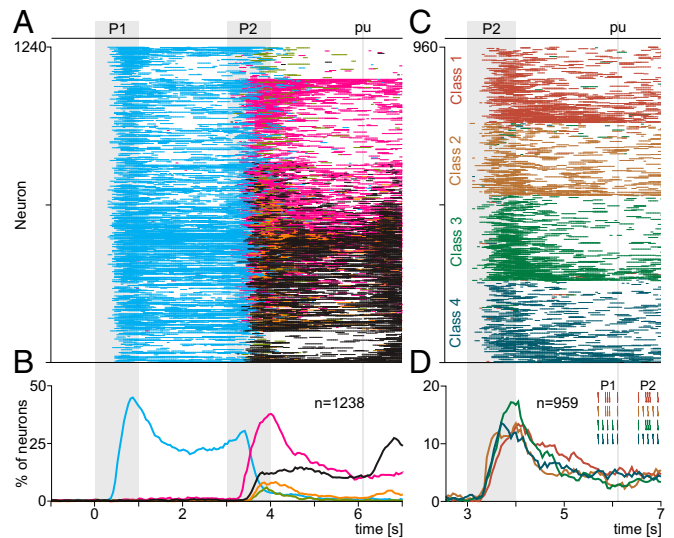 A
P1
P2
pu
1240
Neuron
C
P2
pu
960
Class 1
Class 2
Class 3
Class 4
B
50
25
0
% of neurons
n=1238
0
2
4
6
time [s]
D
20
10
0
n=959
P1
P2
3
5
7
time [s]